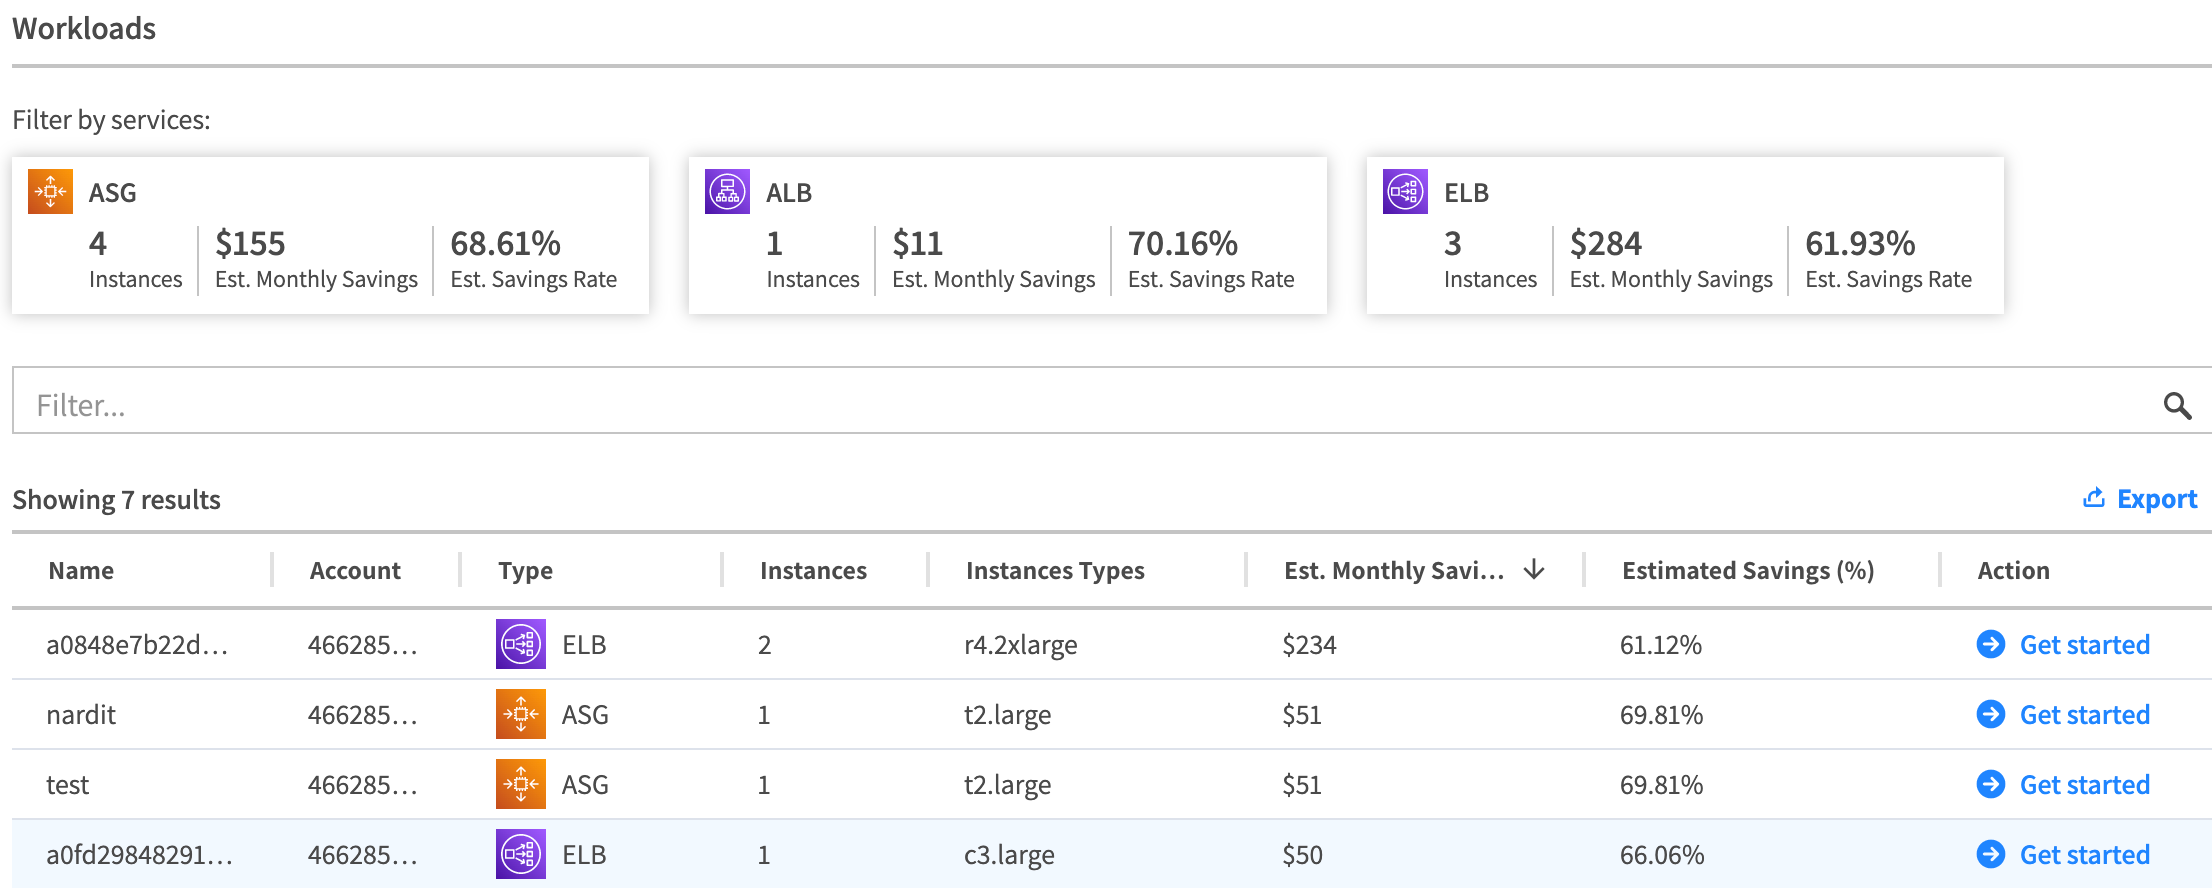 Workloads
Filter by services:
ASG
4 $155 68.61%
Instances Est. Monthly Savings Est. Savings Rate
ALB
1 $11 70.16%
Instances Est. Monthly Savings Est. Savings Rate
ELB
3 $284 61.93%
Instances Est. Monthly Savings Est. Savings Rate
Filter...
Showing 7 results Export
Name Account Type Instances Instances Types Est. Monthly Savi... Estimated Savings (%) Action
a0848e7b22d... 466285... ELB 2 r4.2xlarge $234 61.12% Get started
nardit 466285... ASG 1 t2.large $51 69.81% Get started
test 466285... ASG 1 t2.large $51 69.81% Get started
a0fd29848291... 466285... ELB 1 c3.large $50 66.06% Get started